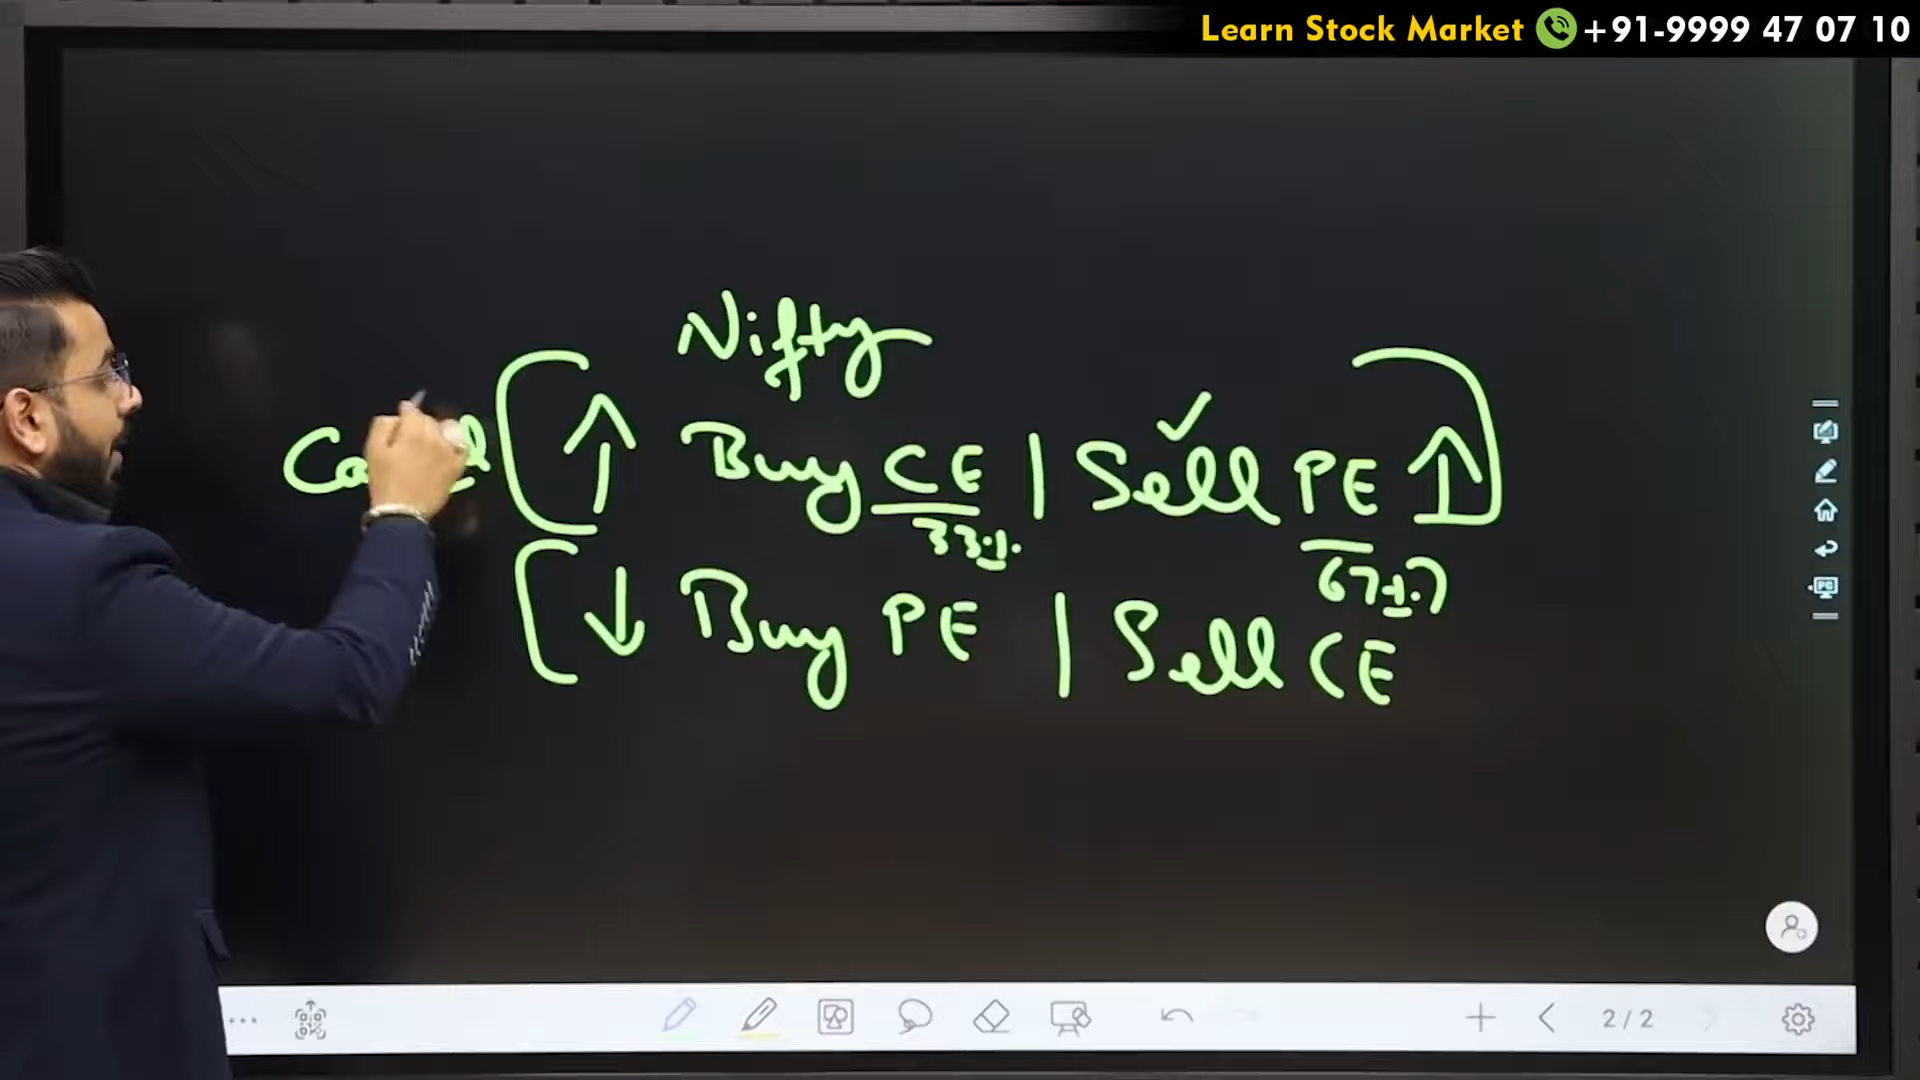 Learn Stock Market +91-9999 47 07 10
Nifty
↑ Buy CE | Sell PE ↑
33% 67%
↓ Buy PE | Sell CE
PC
2/2